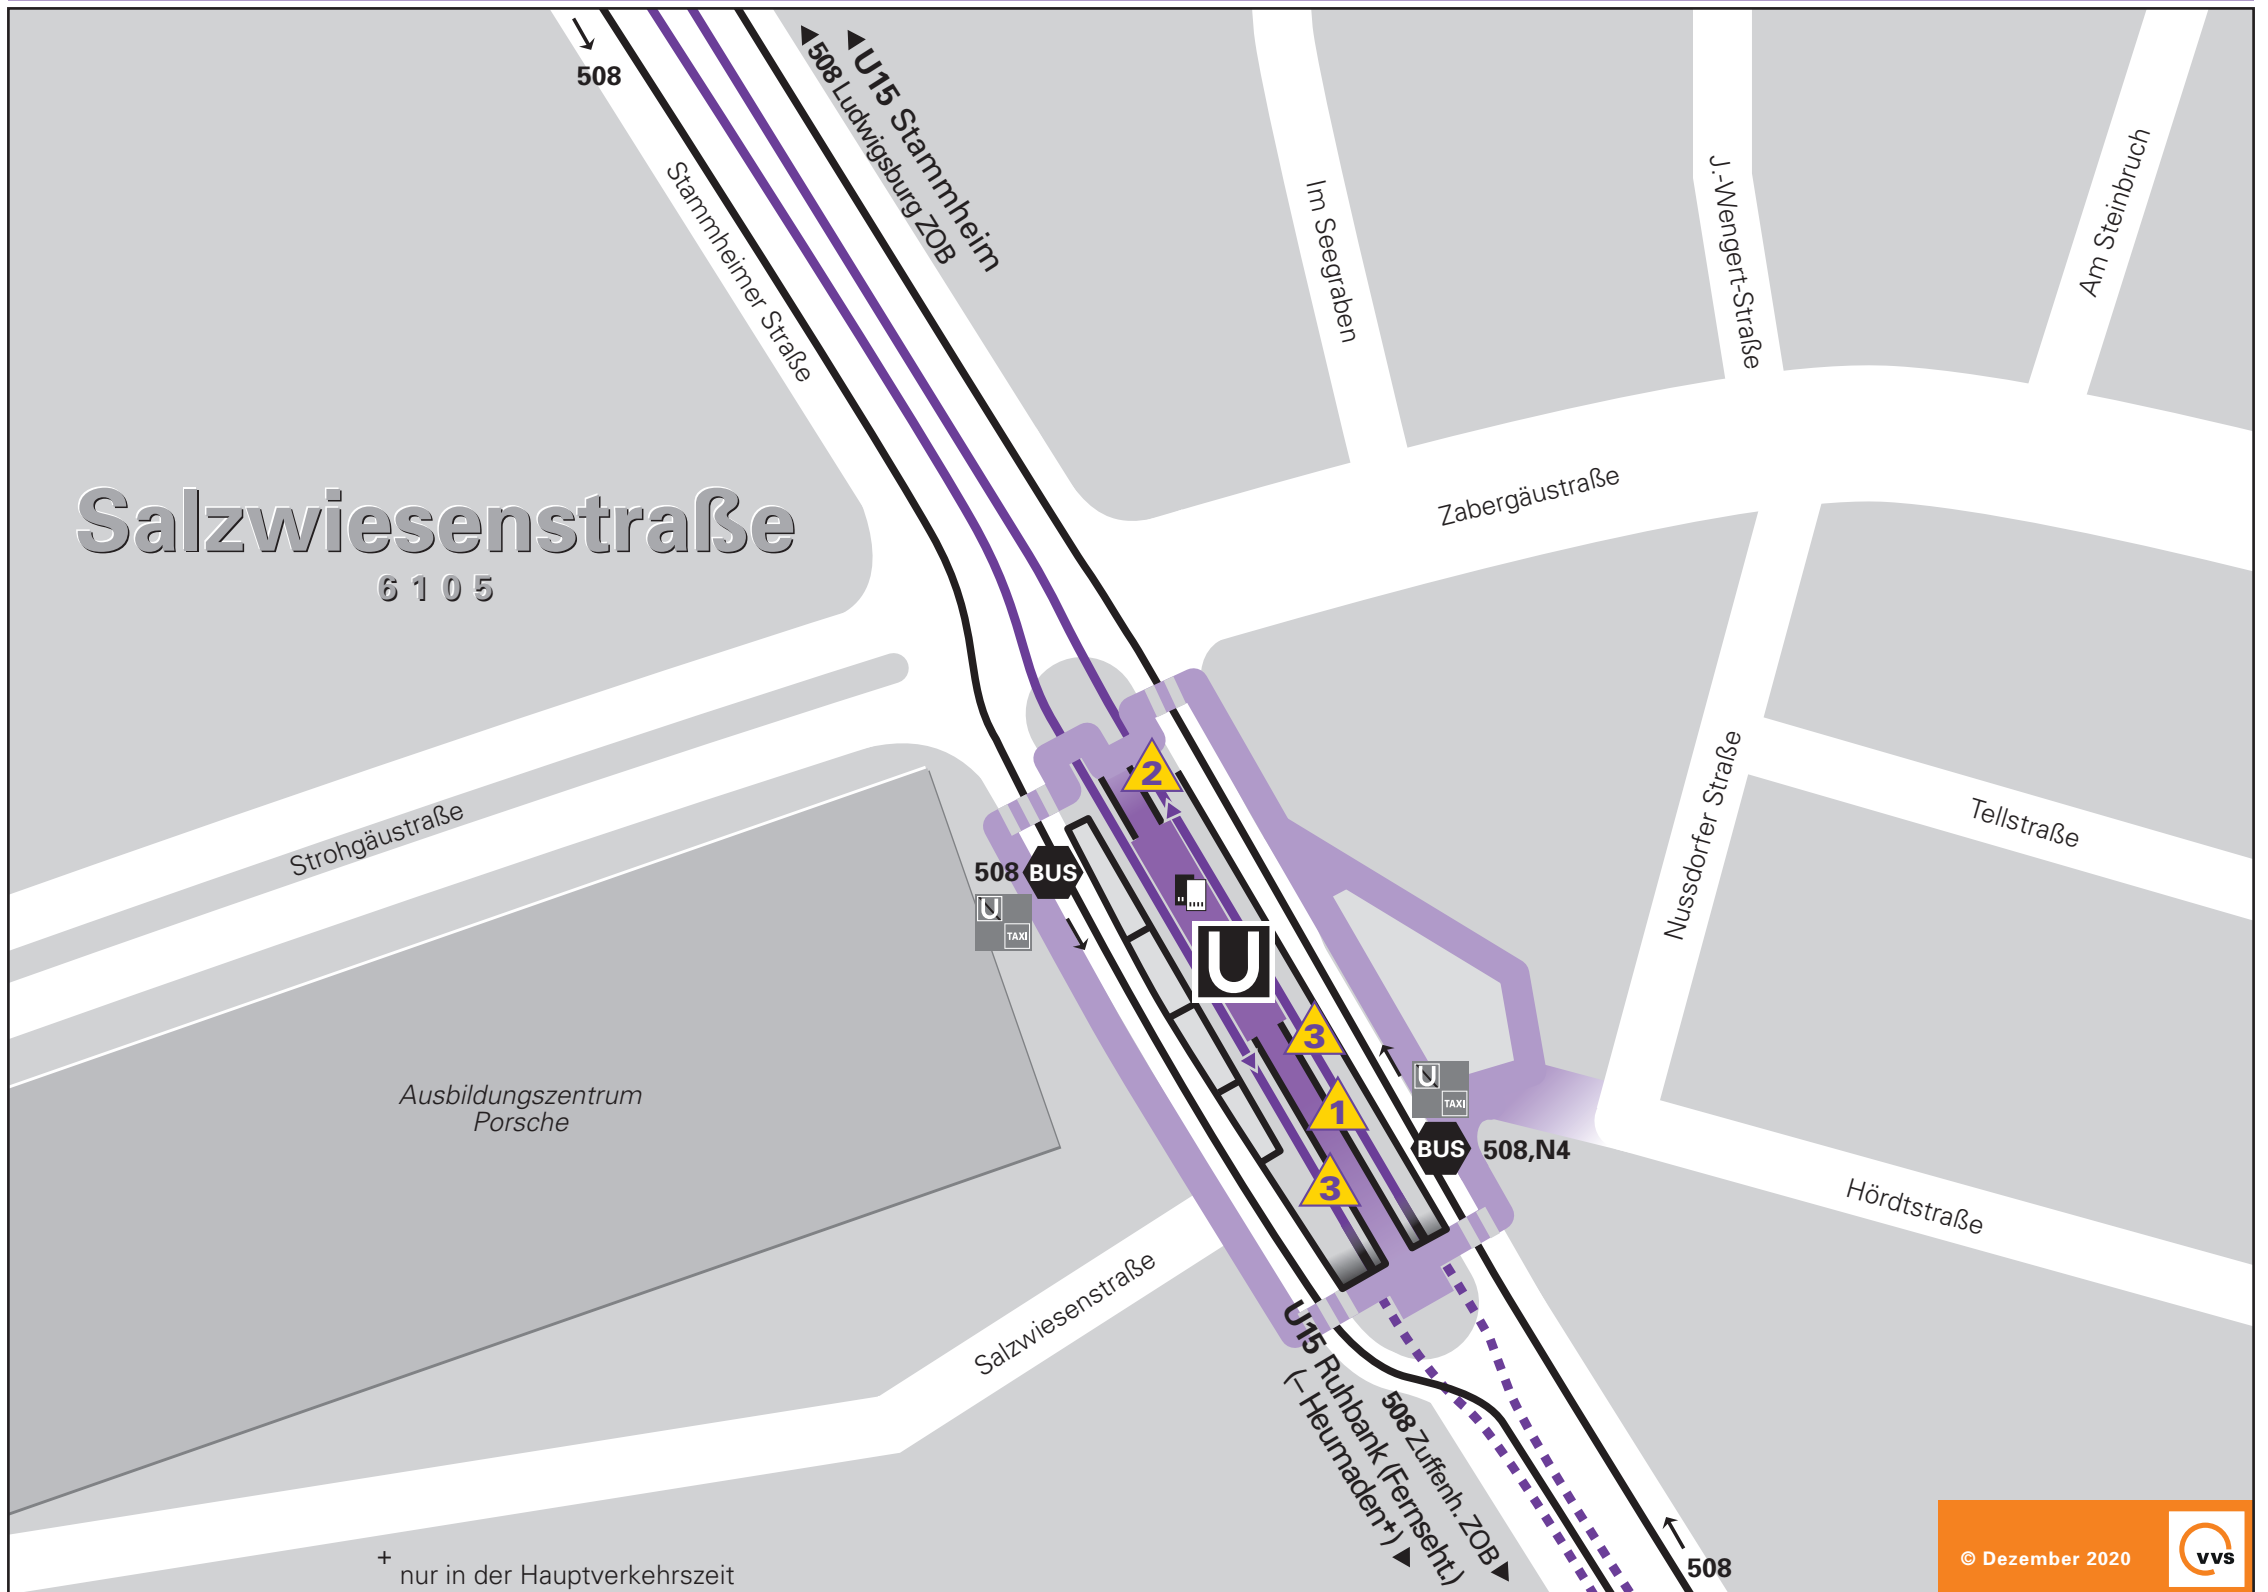 508
508 Ludwigsburg ZOB
U15 Stammheim
Stammheimer Straße
Im Seegraben
J.-Wengert-Straße
Am Steinbruch
Zabergäustraße
Salzwiesenstraße
6105
Strohgäustraße
Nussdorfer Straße
Tellstraße
2
508 BUS
U
TAXI
U
3
1
3
U
TAXI
BUS 508,N4
Hördtstraße
Ausbildungszentrum
Porsche
Salzwiesenstraße
U15 Ruhbank (Fernseht.)
(– Heumaden+)
508 Zuffenh. ZOB
508
+ nur in der Hauptverkehrszeit
© Dezember 2020
vvs